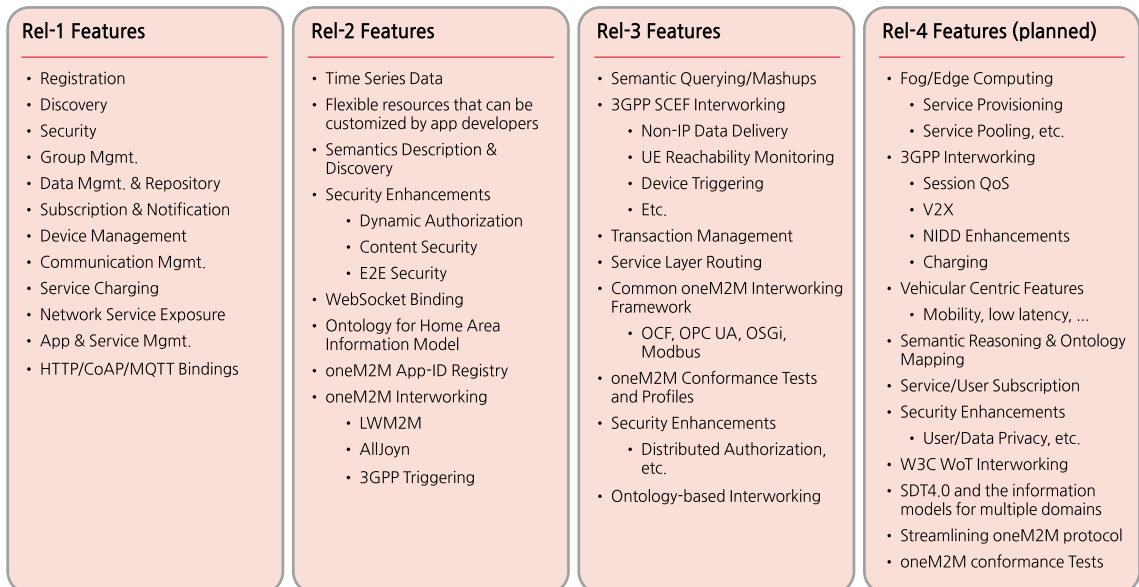 Rel-1 Features
• Registration
• Discovery
• Security
• Group Mgmt.
• Data Mgmt. & Repository
• Subscription & Notification
• Device Management
• Communication Mgmt.
• Service Charging
• Network Service Exposure
• App & Service Mgmt.
• HTTP/CoAP/MQTT Bindings
Rel-2 Features
• Time Series Data
• Flexible resources that can be
customized by app developers
• Semantics Description &
Discovery
• Security Enhancements
• Dynamic Authorization
• Content Security
• E2E Security
• WebSocket Binding
• Ontology for Home Area
Information Model
• oneM2M App-ID Registry
• oneM2M Interworking
• LWM2M
• AllJoyn
• 3GPP Triggering
Rel-3 Features
• Semantic Querying/Mashups
• 3GPP SCEF Interworking
• Non-IP Data Delivery
• UE Reachability Monitoring
• Device Triggering
• Etc.
• Transaction Management
• Service Layer Routing
• Common oneM2M Interworking
Framework
• OCF, OPC UA, OSGi,
Modbus
• oneM2M Conformance Tests
and Profiles
• Security Enhancements
• Distributed Authorization,
etc.
• Ontology-based Interworking
Rel-4 Features (planned)
• Fog/Edge Computing
• Service Provisioning
• Service Pooling, etc.
• 3GPP Interworking
• Session QoS
• V2X
• NIDD Enhancements
• Charging
• Vehicular Centric Features
• Mobility, low latency, ...
• Semantic Reasoning & Ontology
Mapping
• Service/User Subscription
• Security Enhancements
• User/Data Privacy, etc.
• W3C WoT Interworking
• SDT4.0 and the information
models for multiple domains
• Streamlining oneM2M protocol
• oneM2M conformance Tests